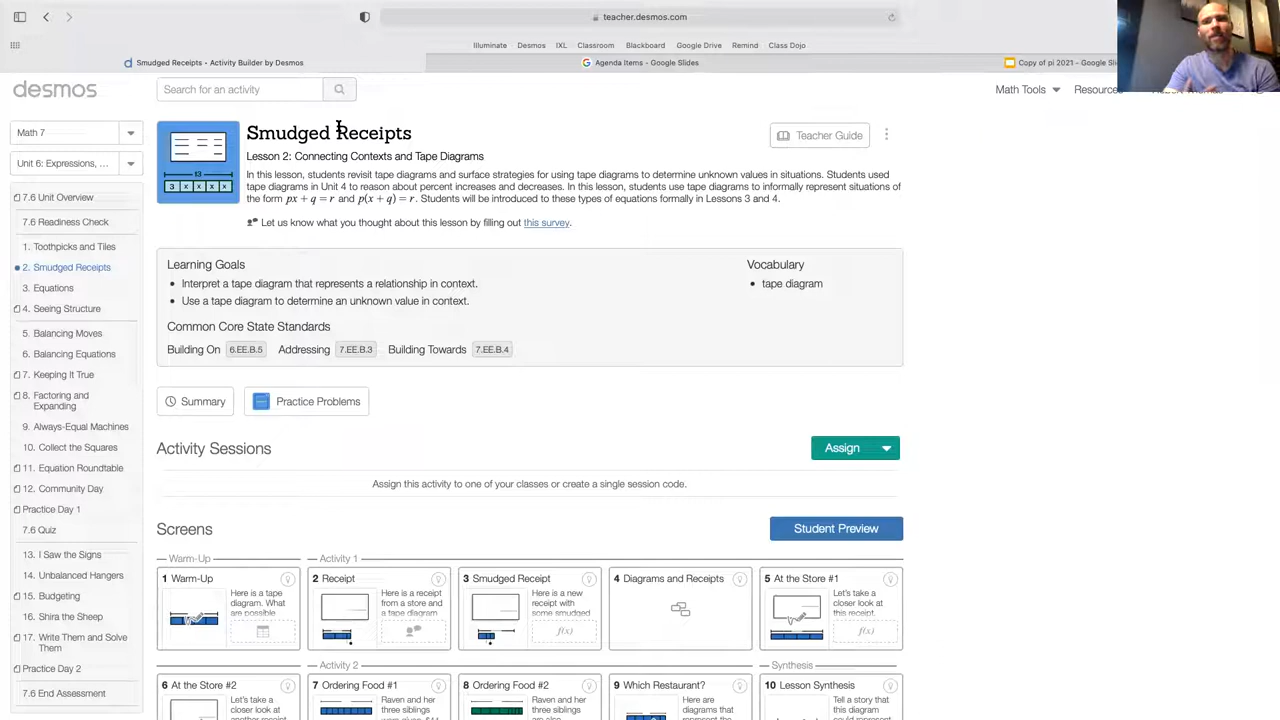 teacher.desmos.com
Illuminate Desmos IXL Classroom Blackboard Google Drive Remind Class Dojo
Smudged Receipts • Activity Builder by Desmos
Agenda Items - Google Slides
Copy of pi 2021 - Google Sli
desmos
Search for an activity
Math Tools
Resources
Math 7
Unit 6: Expressions, ...
7.6 Unit Overview
7.6 Readiness Check
1. Toothpicks and Tiles
2. Smudged Receipts
3. Equations
4. Seeing Structure
5. Balancing Moves
6. Balancing Equations
7. Keeping It True
8. Factoring and
Expanding
9. Always-Equal Machines
10. Collect the Squares
11. Equation Roundtable
12. Community Day
Practice Day 1
7.6 Quiz
13. I Saw the Signs
14. Unbalanced Hangers
15. Budgeting
16. Shira the Sheep
17. Write Them and Solve
Them
Practice Day 2
7.6 End Assessment
13
3 x x x x
Smudged Receipts
Teacher Guide
Lesson 2: Connecting Contexts and Tape Diagrams
In this lesson, students revisit tape diagrams and surface strategies for using tape diagrams to determine unknown values in situations. Students used
tape diagrams in Unit 4 to reason about percent increases and decreases. In this lesson, students use tape diagrams to informally represent situations of
the form px + q = r and p(x + q) = r. Students will be introduced to these types of equations formally in Lessons 3 and 4.
Let us know what you thought about this lesson by filling out this survey.
Learning Goals
• Interpret a tape diagram that represents a relationship in context.
• Use a tape diagram to determine an unknown value in context.
Vocabulary
• tape diagram
Common Core State Standards
Building On 6.EE.B.5 Addressing 7.EE.B.3 Building Towards 7.EE.B.4
Summary
Practice Problems
Activity Sessions
Assign
Assign this activity to one of your classes or create a single session code.
Screens
Student Preview
Warm-Up
Activity 1
1 Warm-Up
Here is a tape
diagram. What
are possible
2 Receipt
Here is a receipt
from a store and
a tape diagram
3 Smudged Receipt
Here is a new
receipt with
some smudged
f(x)
4 Diagrams and Receipts
5 At the Store #1
Let's take a
closer look at
this receipt.
f(x)
Activity 2
Synthesis
6 At the Store #2
Let's take a
closer look at
another receipt
7 Ordering Food #1
Raven and her
three siblings
8 Ordering Food #2
Raven and her
three siblings
9 Which Restaurant?
Here are
diagrams that
represent the
10 Lesson Synthesis
Tell a story that
this diagram